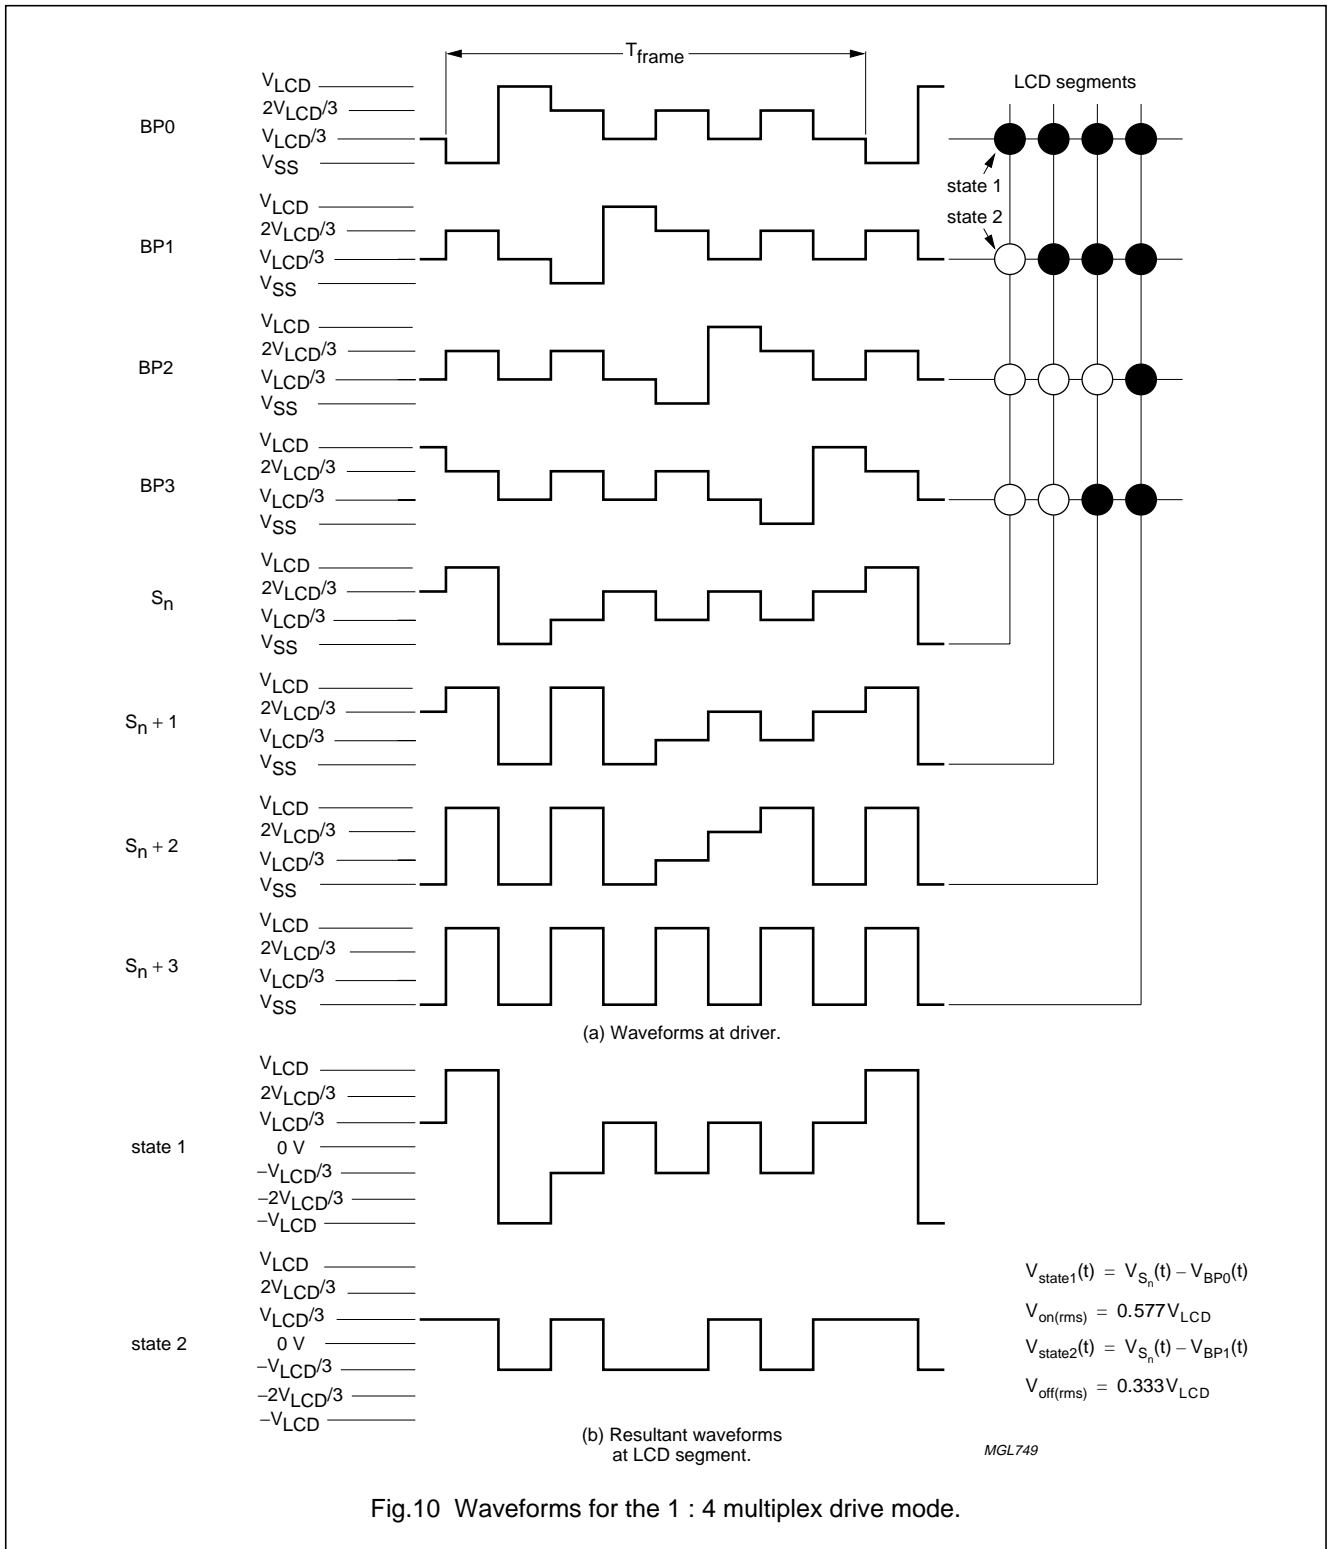 Tframe
BP0
VLCD
2VLCD/3
VLCD/3
VSS
LCD segments
state 1
state 2
BP1
VLCD
2VLCD/3
VLCD/3
VSS
BP2
VLCD
2VLCD/3
VLCD/3
VSS
BP3
VLCD
2VLCD/3
VLCD/3
VSS
Sn
VLCD
2VLCD/3
VLCD/3
VSS
Sn + 1
VLCD
2VLCD/3
VLCD/3
VSS
Sn + 2
VLCD
2VLCD/3
VLCD/3
VSS
Sn + 3
VLCD
2VLCD/3
VLCD/3
VSS
(a) Waveforms at driver.
state 1
VLCD
2VLCD/3
VLCD/3
0 V
−VLCD/3
−2VLCD/3
−VLCD
state 2
VLCD
2VLCD/3
VLCD/3
0 V
−VLCD/3
−2VLCD/3
−VLCD
Vstate1(t) = VSn(t) − VBP0(t)
Von(rms) = 0.577VLCD
Vstate2(t) = VSn(t) − VBP1(t)
Voff(rms) = 0.333VLCD
(b) Resultant waveforms
at LCD segment.
MGL749
Fig.10 Waveforms for the 1 : 4 multiplex drive mode.